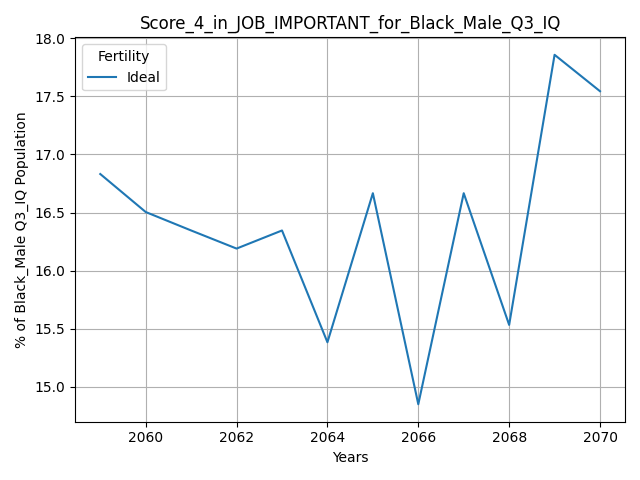 Score_4_in_JOB_IMPORTANT_for_Black_Male_Q3_IQ
Fertility
Ideal
% of Black_Male Q3_IQ Population
18.0
17.5
17.0
16.5
16.0
15.5
15.0
2060 2062 2064 2066 2068 2070
Years